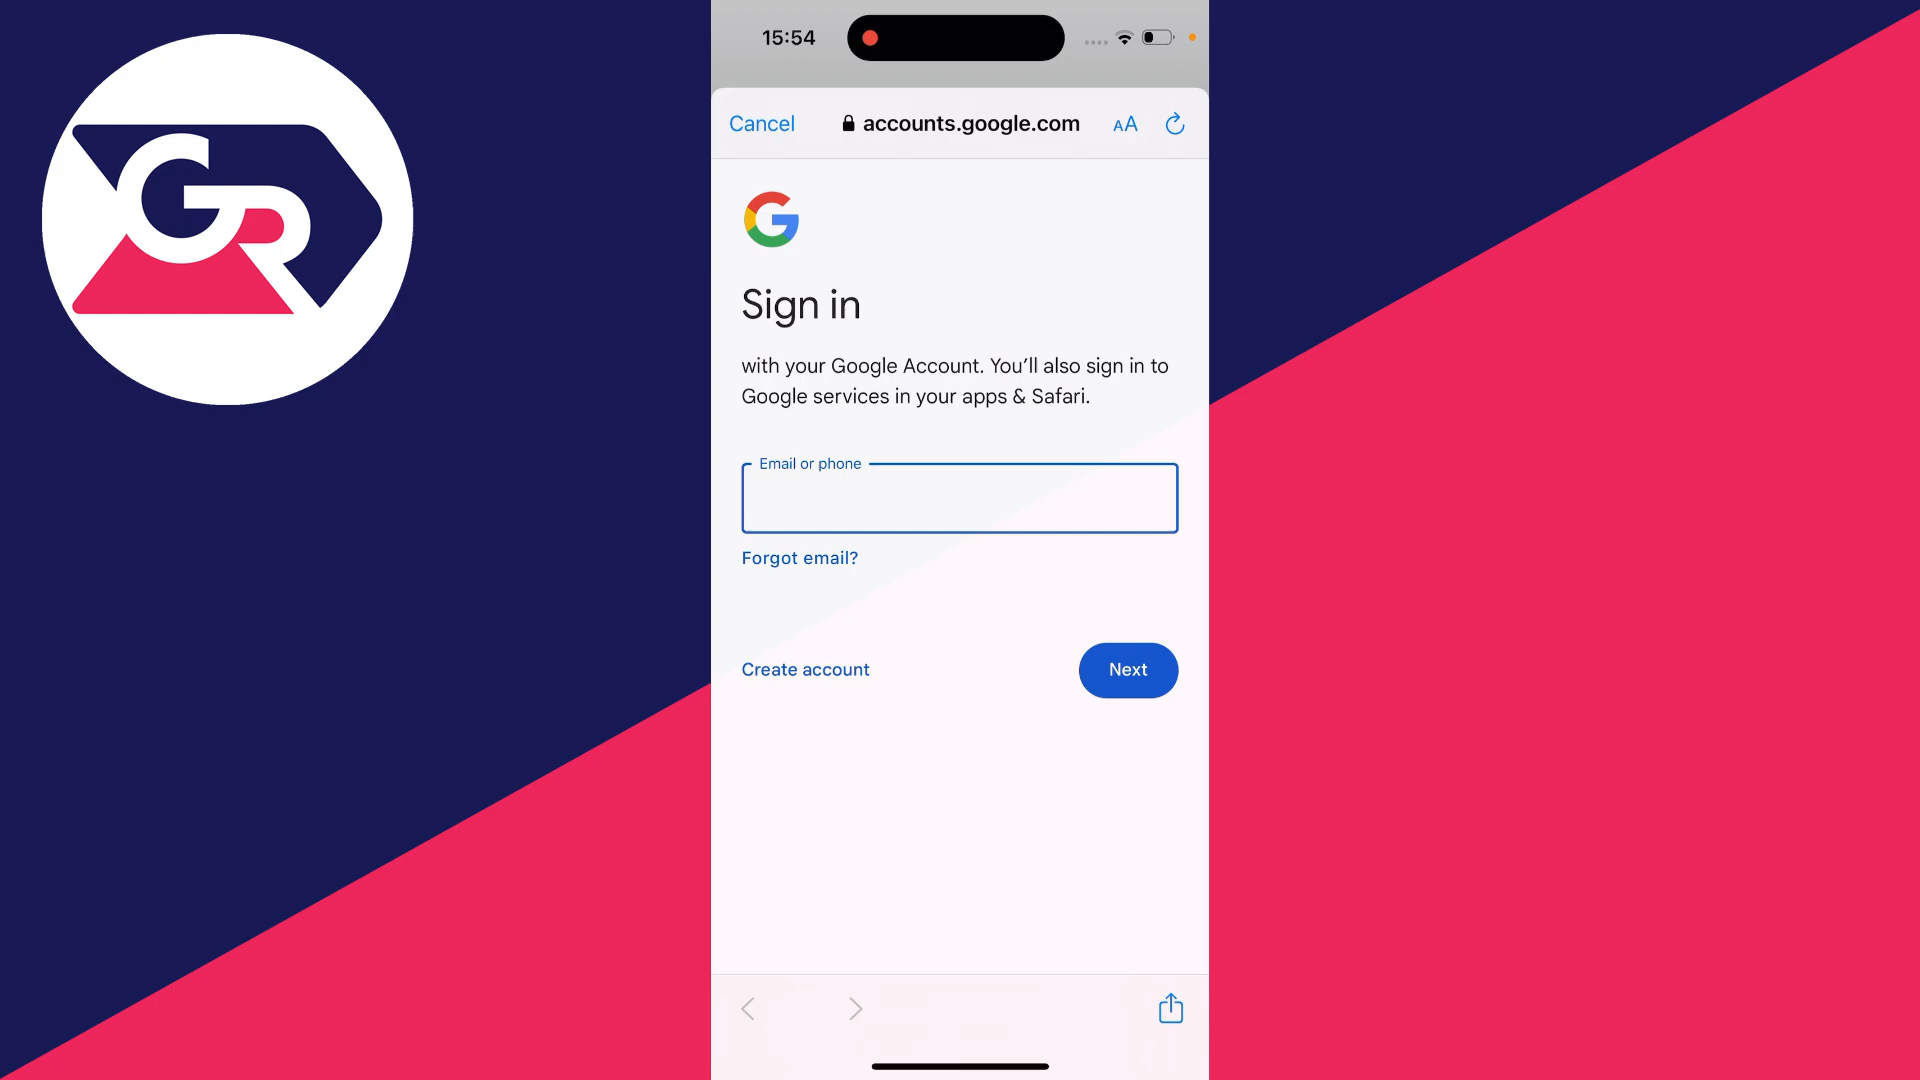 GR
15:54
Cancel
accounts.google.com
AA
G
Sign in
with your Google Account. You’ll also sign in to
Google services in your apps & Safari.
Email or phone
Forgot email?
Create account
Next